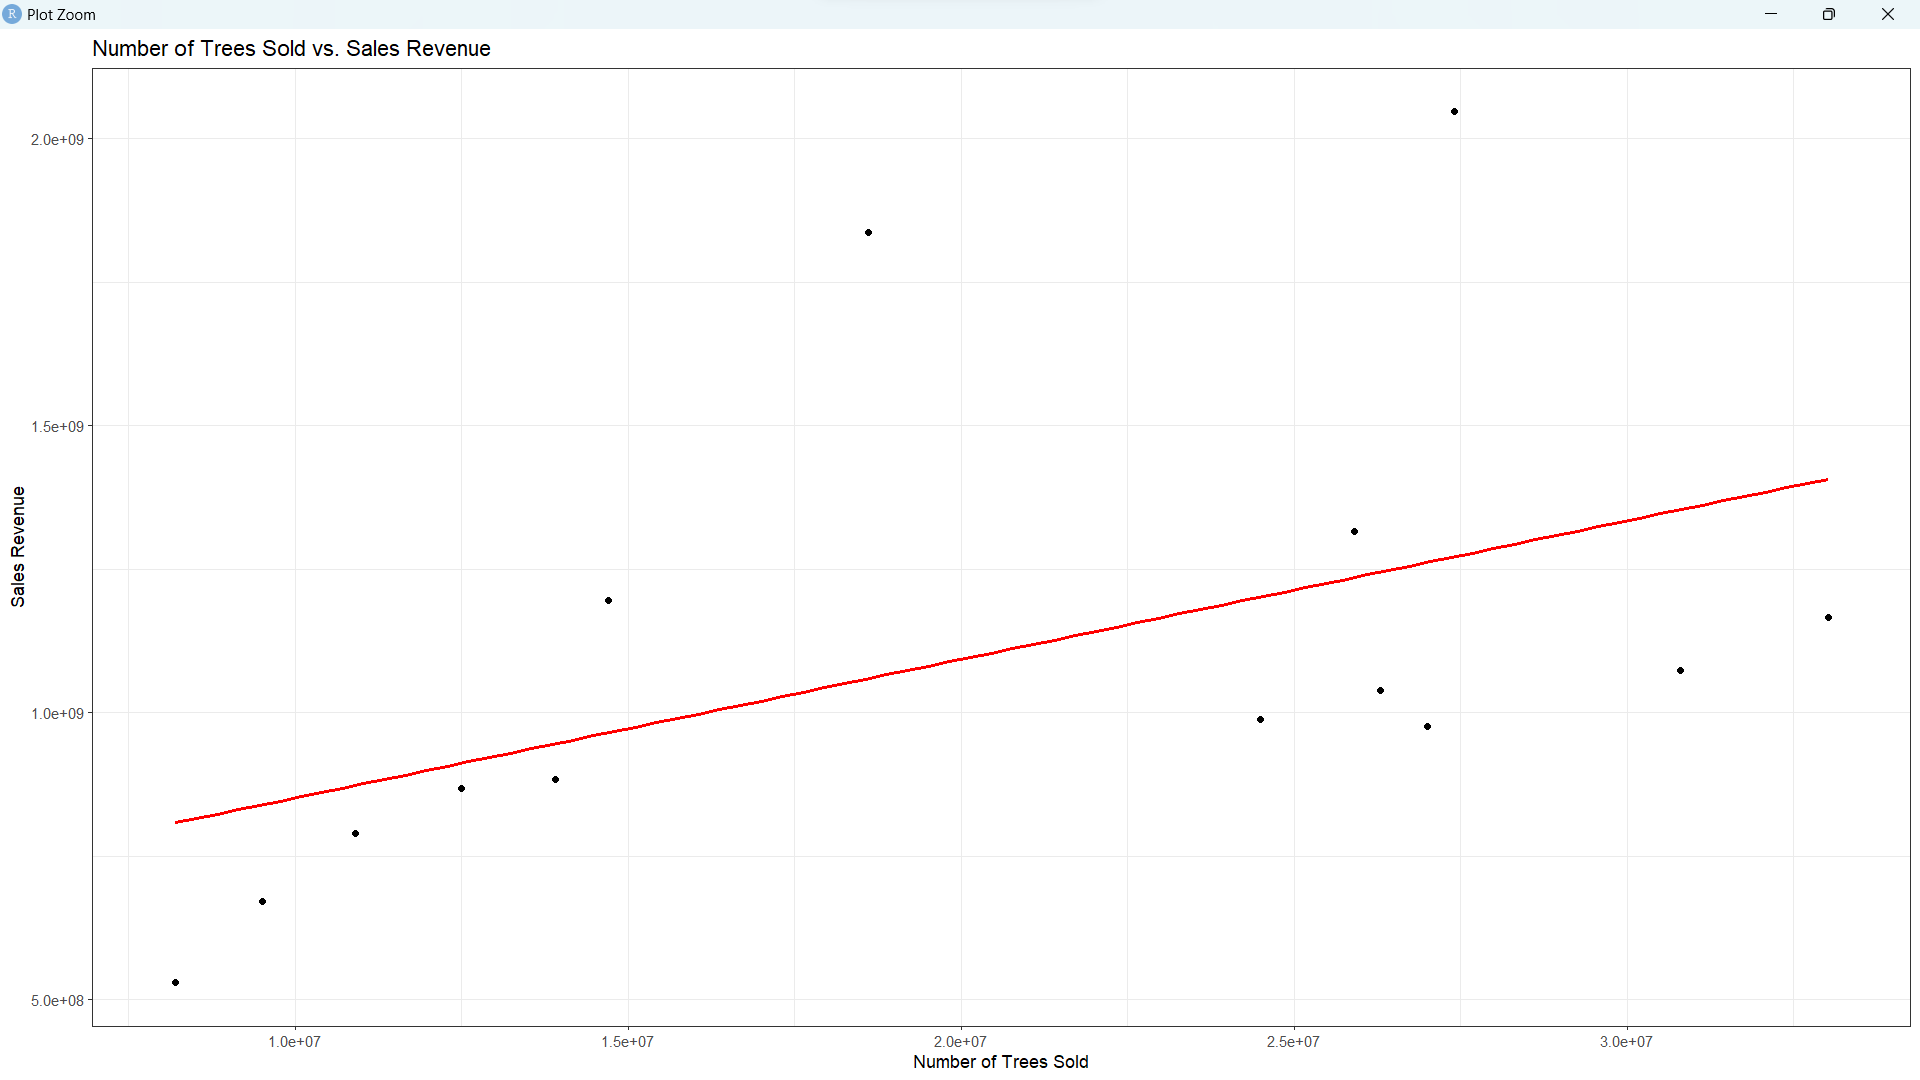 R Plot Zoom
Number of Trees Sold vs. Sales Revenue
2.0e+09
1.5e+09
1.0e+09
5.0e+08
Sales Revenue
1.0e+07 1.5e+07 2.0e+07 2.5e+07 3.0e+07
Number of Trees Sold